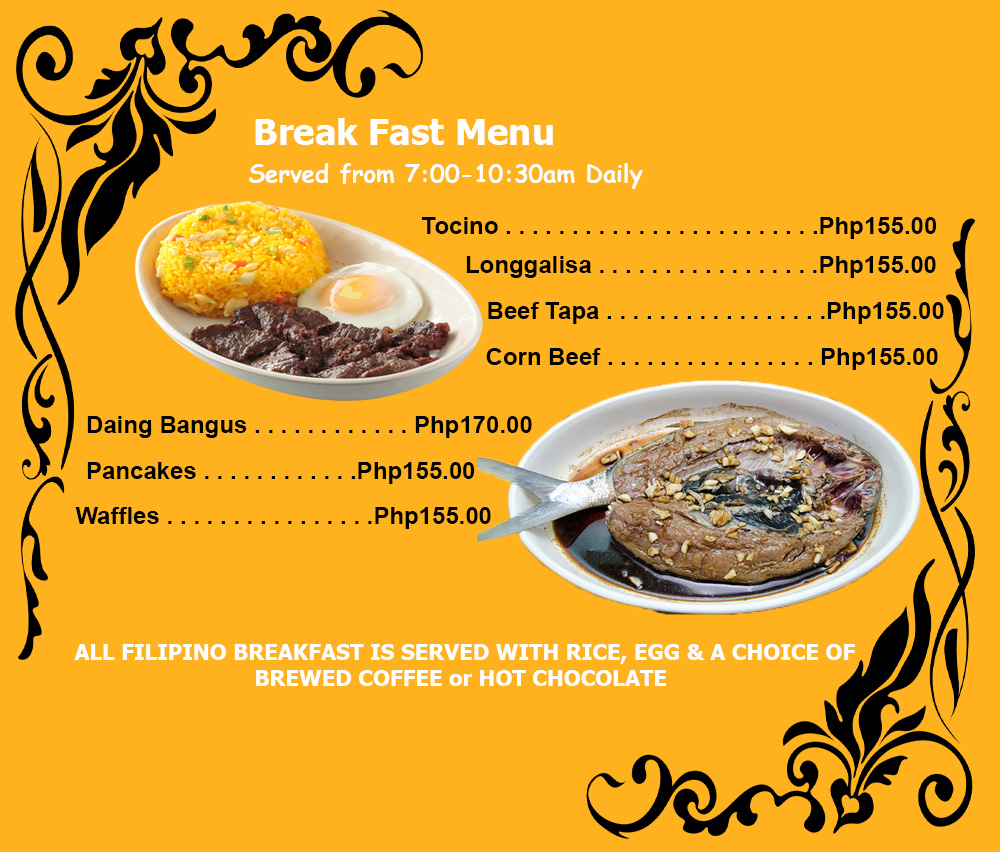 Break Fast Menu
Served from 7:00-10:30am Daily
Tocino . . . . . . . . . . . . . . . . . . . . . . . .Php155.00
Longgalisa . . . . . . . . . . . . . . . . .Php155.00
Beef Tapa . . . . . . . . . . . . . . . . .Php155.00
Corn Beef . . . . . . . . . . . . . . . . Php155.00
Daing Bangus . . . . . . . . . . . . Php170.00
Pancakes . . . . . . . . . . . .Php155.00
Waffles . . . . . . . . . . . . . . . .Php155.00
ALL FILIPINO BREAKFAST IS SERVED WITH RICE, EGG & A CHOICE OF
BREWED COFFEE or HOT CHOCOLATE